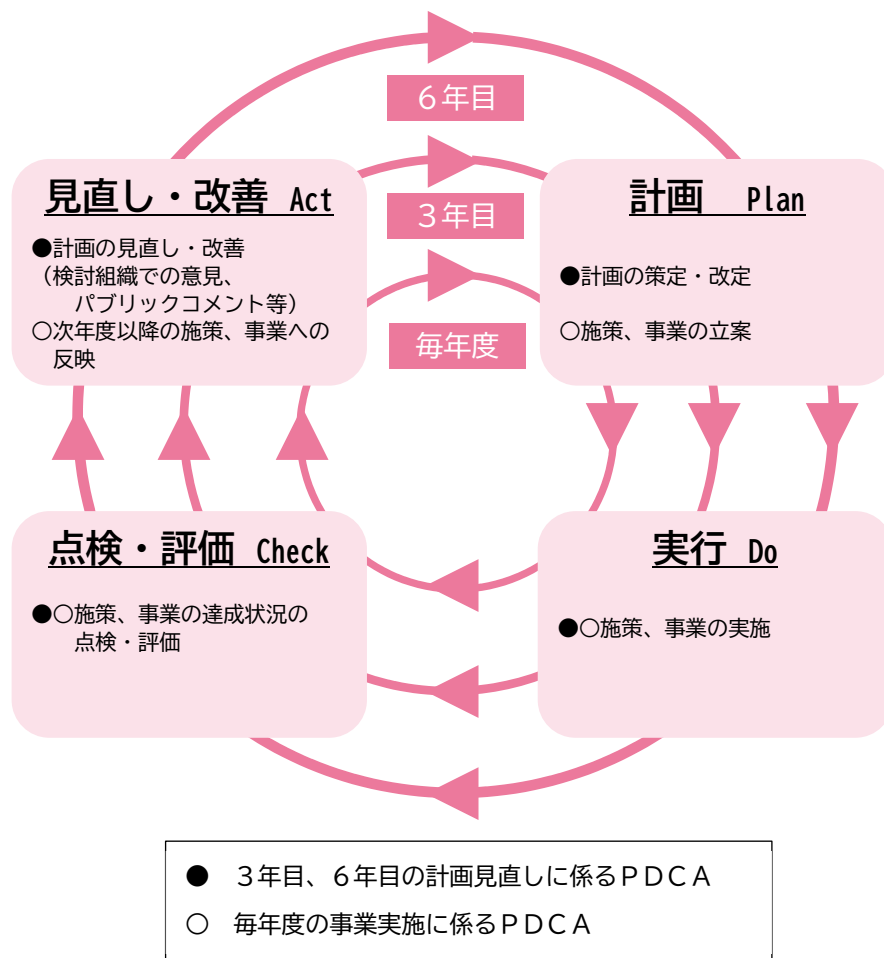 ６年目
３年目
毎年度
見直し・改善 Act
●計画の見直し・改善
（検討組織での意見、
パブリックコメント等）
○次年度以降の施策、事業への
反映
計画　Plan
●計画の策定・改定
○施策、事業の立案
点検・評価 Check
●○施策、事業の達成状況の
点検・評価
実行 Do
●○施策、事業の実施
●　３年目、６年目の計画見直しに係るＰＤＣＡ
○　毎年度の事業実施に係るＰＤＣＡ